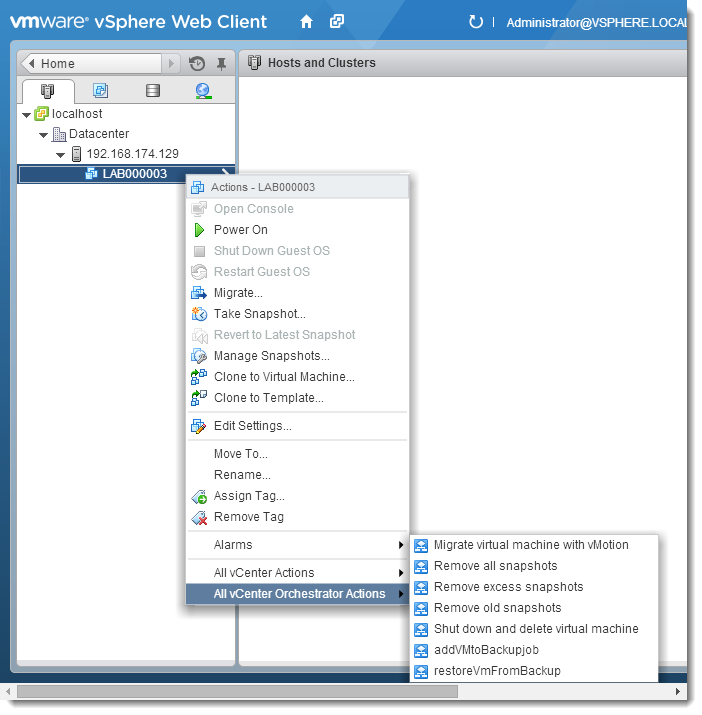 vmware® vSphere Web Client
Administrator@VSPHERE.LOCAL
Home
Hosts and Clusters
localhost
Datacenter
192.168.174.129
LAB000003
Actions - LAB000003
Open Console
Power On
Shut Down Guest OS
Restart Guest OS
Migrate...
Take Snapshot...
Revert to Latest Snapshot
Manage Snapshots...
Clone to Virtual Machine...
Clone to Template...
Edit Settings...
Move To...
Rename...
Assign Tag...
Remove Tag
Alarms
All vCenter Actions
All vCenter Orchestrator Actions
Migrate virtual machine with vMotion
Remove all snapshots
Remove excess snapshots
Remove old snapshots
Shut down and delete virtual machine
addVMtoBackupjob
restoreVmFromBackup